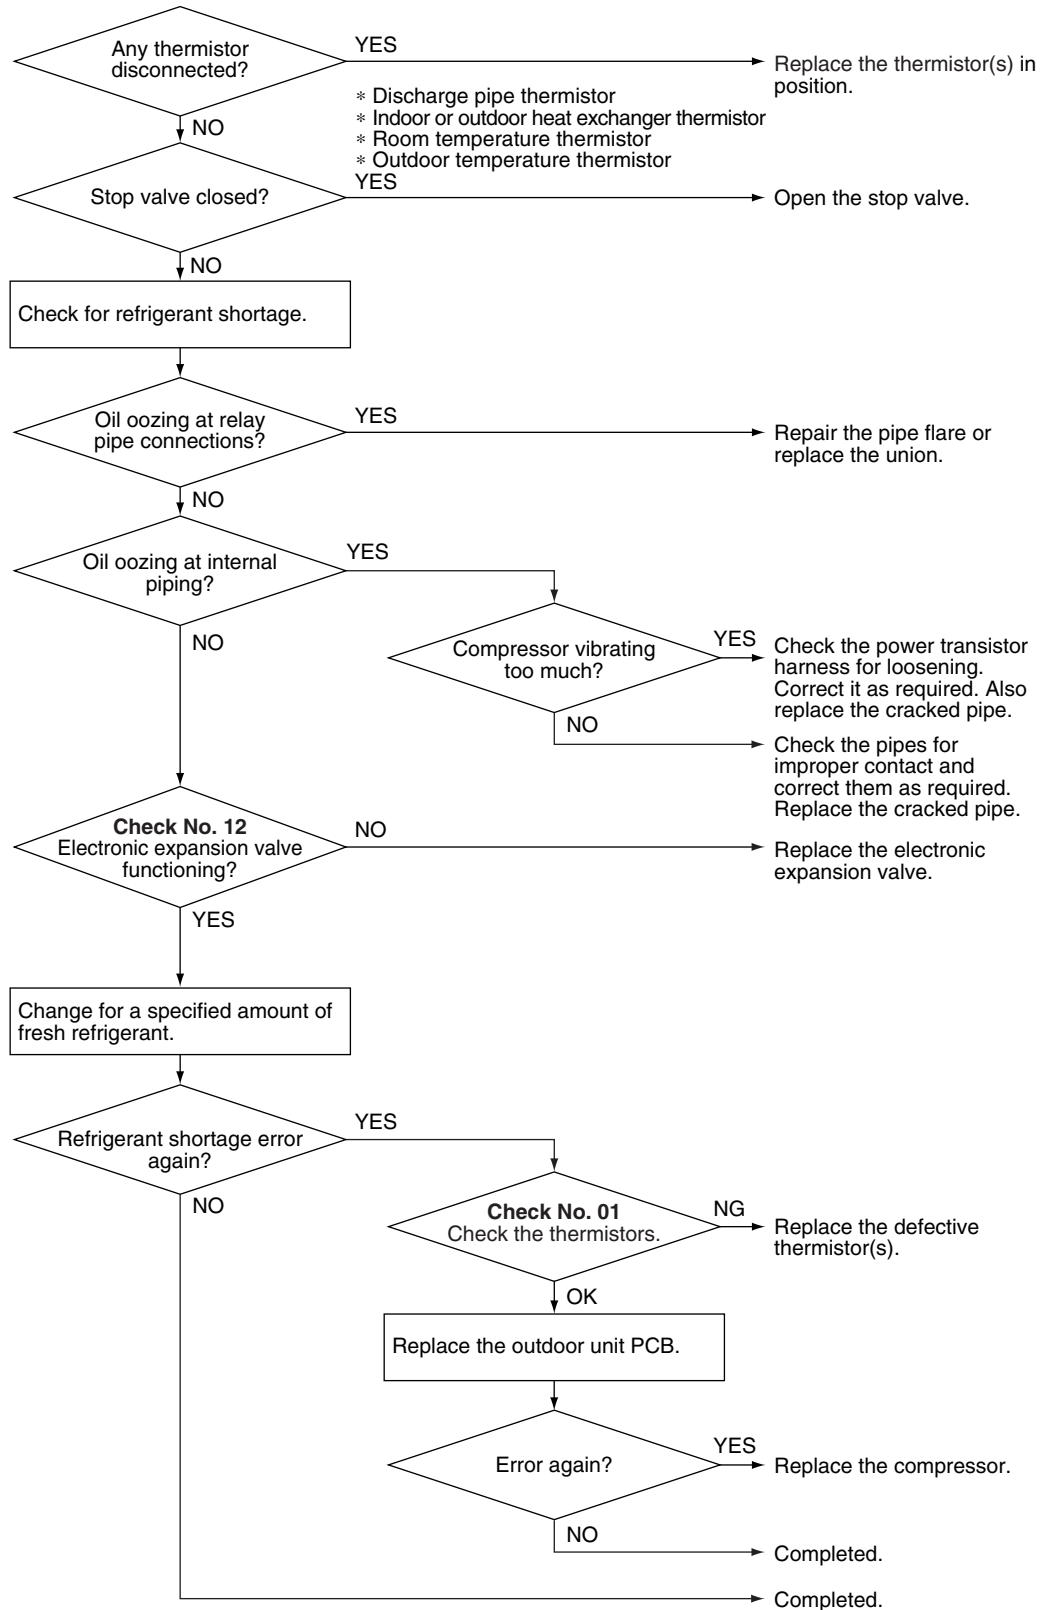 Any thermistor
disconnected?
YES
Replace the thermistor(s) in
position.
∗ Discharge pipe thermistor
∗ Indoor or outdoor heat exchanger thermistor
∗ Room temperature thermistor
∗ Outdoor temperature thermistor
NO
Stop valve closed?
YES
Open the stop valve.
NO
Check for refrigerant shortage.
Oil oozing at relay
pipe connections?
YES
Repair the pipe flare or
replace the union.
NO
Oil oozing at internal
piping?
YES
NO
Compressor vibrating
too much?
YES
Check the power transistor
harness for loosening.
Correct it as required. Also
replace the cracked pipe.
NO
Check the pipes for
improper contact and
correct them as required.
Replace the cracked pipe.
Check No. 12
Electronic expansion valve
functioning?
NO
Replace the electronic
expansion valve.
YES
Change for a specified amount of
fresh refrigerant.
Refrigerant shortage error
again?
YES
NO
Check No. 01
Check the thermistors.
NG
Replace the defective
thermistor(s).
OK
Replace the outdoor unit PCB.
Error again?
YES
Replace the compressor.
NO
Completed.
Completed.